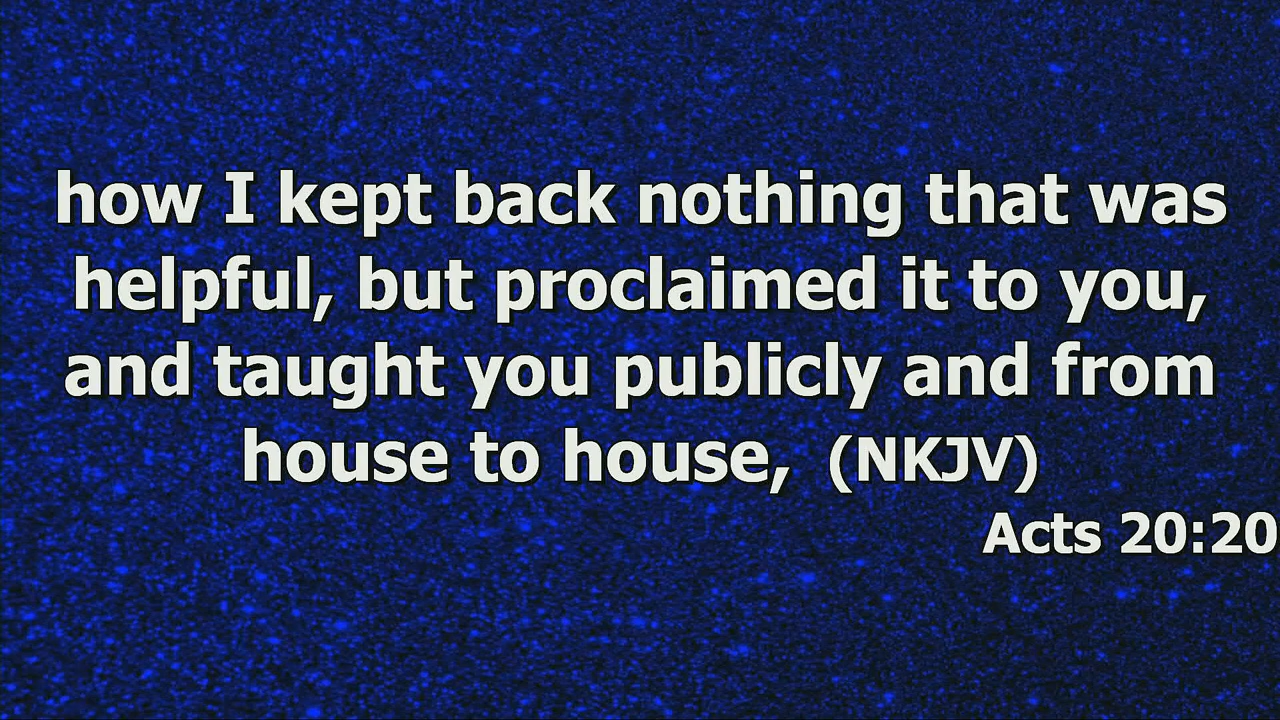 how I kept back nothing that was
helpful, but proclaimed it to you,
and taught you publicly and from
house to house, (NKJV)
Acts 20:20